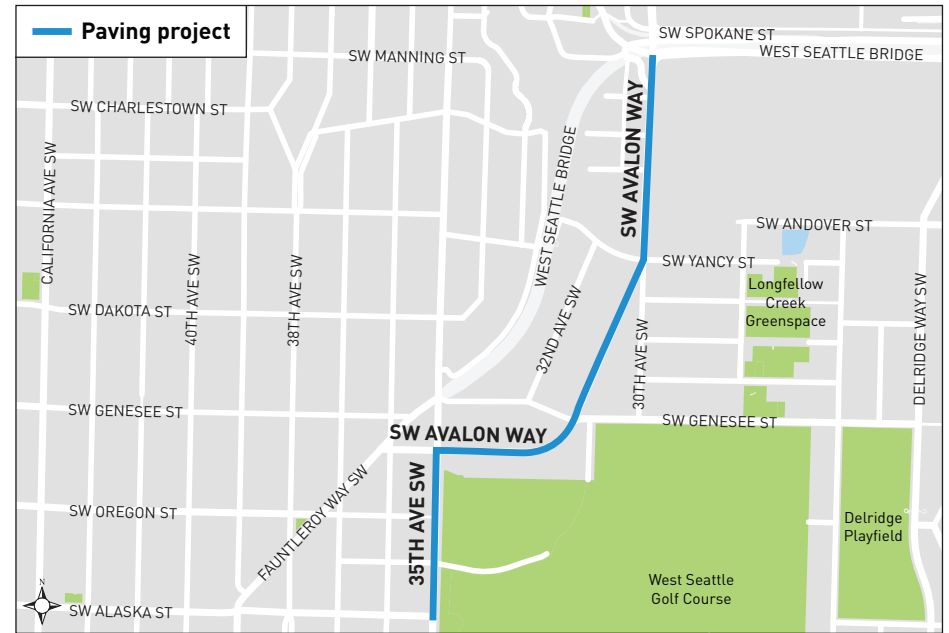 Paving project
SW SPOKANE ST
WEST SEATTLE BRIDGE
SW MANNING ST
SW CHARLESTOWN ST
SW AVALON WAY
WEST SEATTLE BRIDGE
CALIFORNIA AVE SW
SW ANDOVER ST
SW YANCY ST
Longfellow
Creek
Greenspace
40TH AVE SW
38TH AVE SW
32ND AVE SW
30TH AVE SW
DELRIDGE WAY SW
SW DAKOTA ST
SW GENESEE ST
SW GENESEE ST
SW AVALON WAY
35TH AVE SW
FAUNTLEROY WAY SW
SW OREGON ST
Delridge
Playfield
West Seattle
Golf Course
N
SW ALASKA ST